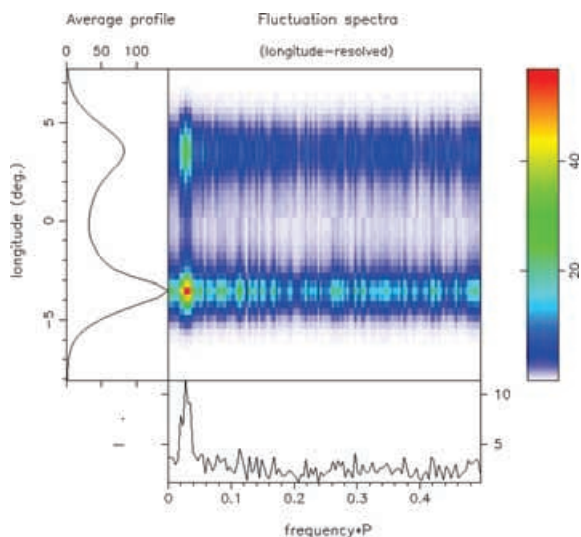 Average profile
Fluctuation spectra
(longitude-resolved)
0 50 100
longitude (deg.)
5
0
-5
40
20
10
5
0 0.1 0.2 0.3 0.4
frequency*P